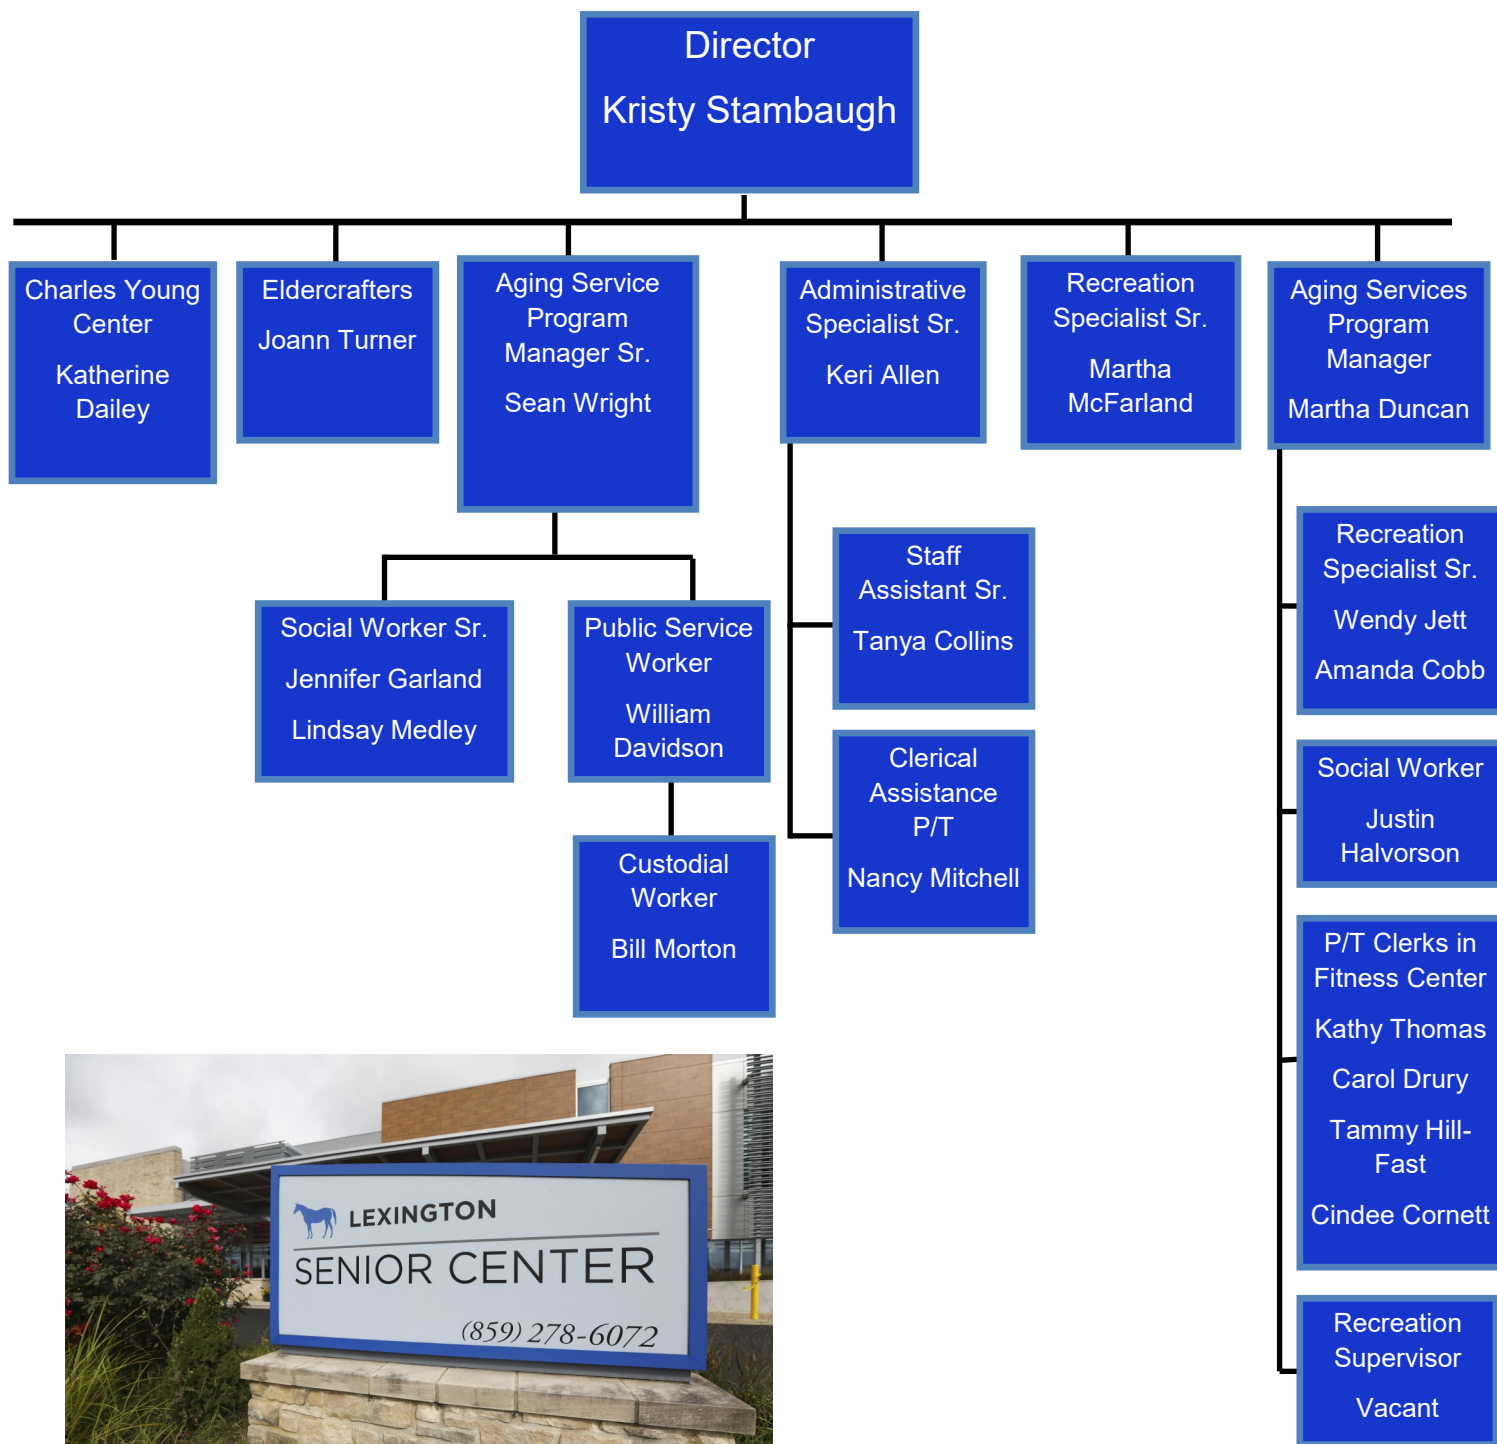 Director
Kristy Stambaugh
Charles Young
Center
Katherine
Dailey
Eldercrafters
Joann Turner
Aging Service
Program
Manager Sr.
Sean Wright
Administrative
Specialist Sr.
Keri Allen
Recreation
Specialist Sr.
Martha
McFarland
Aging Services
Program
Manager
Martha Duncan
Social Worker Sr.
Jennifer Garland
Lindsay Medley
Public Service
Worker
William
Davidson
Custodial
Worker
Bill Morton
Staff
Assistant Sr.
Tanya Collins
Clerical
Assistance
P/T
Nancy Mitchell
Recreation
Specialist Sr.
Wendy Jett
Amanda Cobb
Social Worker
Justin
Halvorson
P/T Clerks in
Fitness Center
Kathy Thomas
Carol Drury
Tammy Hill-
Fast
Cindee Cornett
Recreation
Supervisor
Vacant
LEXINGTON
SENIOR CENTER
(859) 278-6072